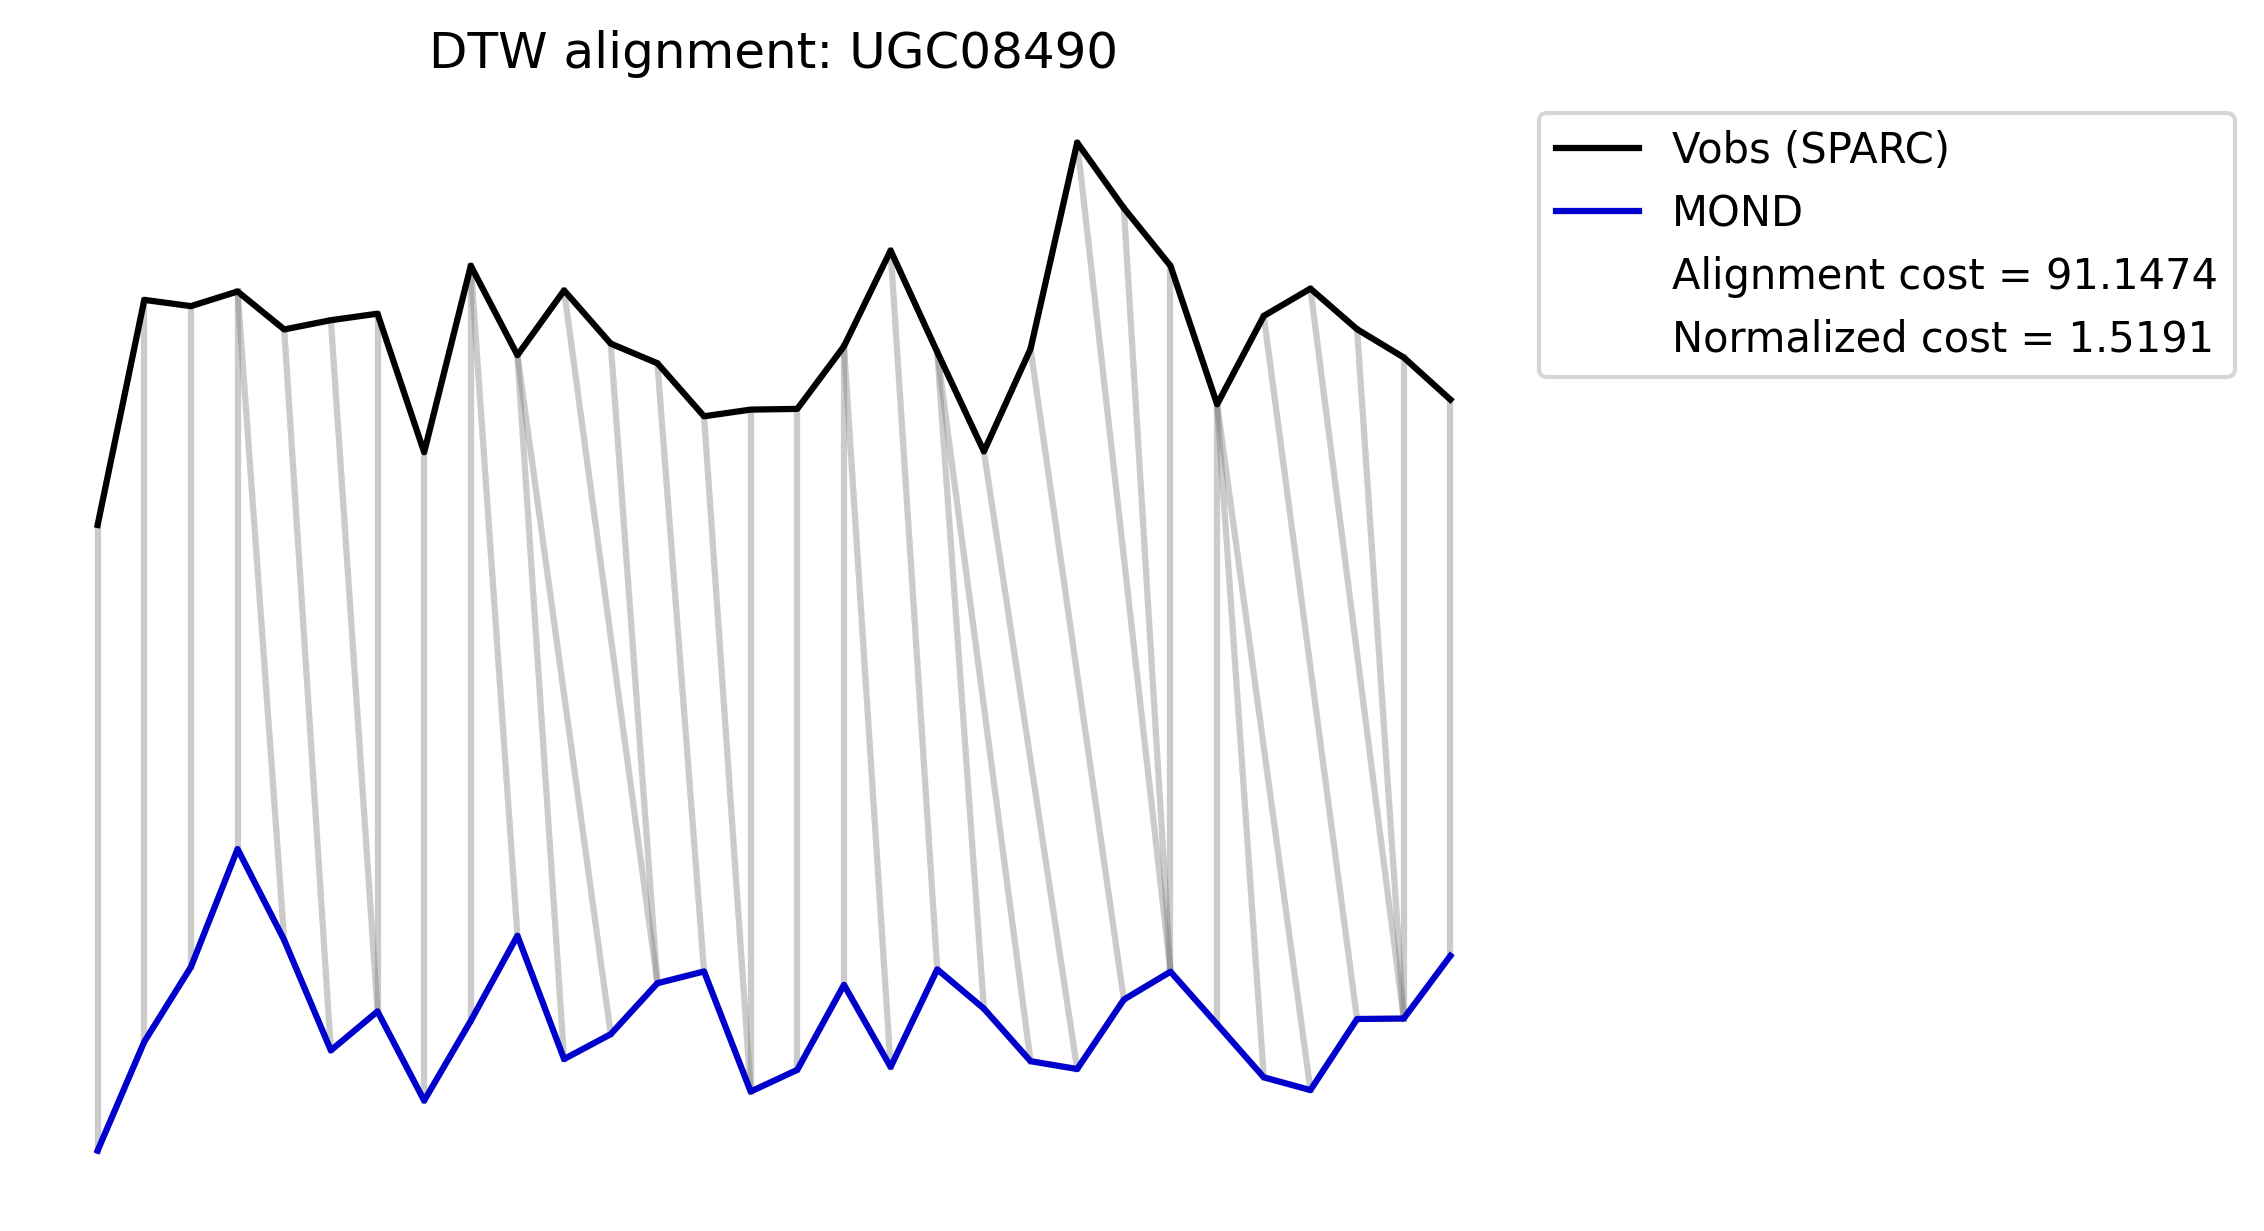 DTW alignment: UGC08490
Vobs (SPARC)
MOND
Alignment cost = 91.1474
Normalized cost = 1.5191